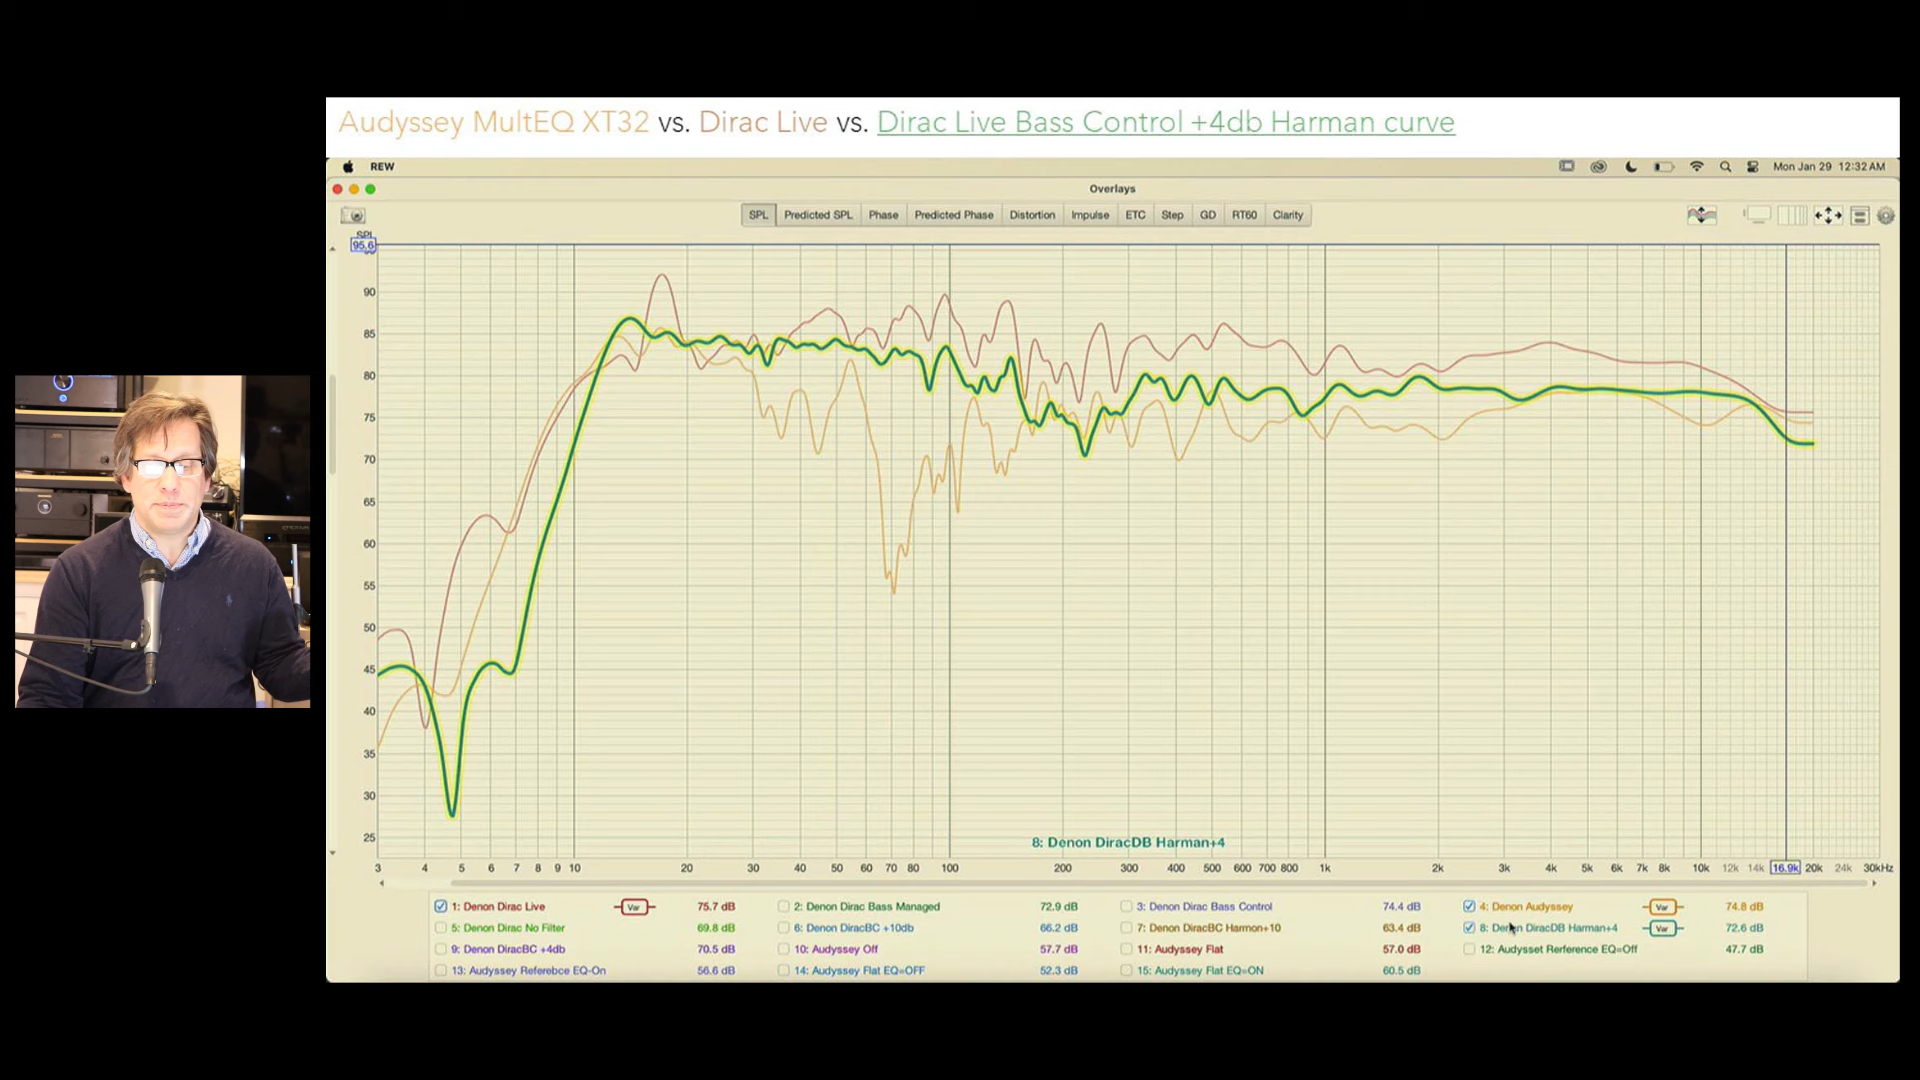 Audyssey MultEQ XT32 vs. Dirac Live vs. Dirac Live Bass Control +4db Harman curve
REW
Mon Jan 29 12:32 AM
Overlays
SPL Predicted SPL Phase Predicted Phase Distortion Impulse ETC Step GD RT60 Clarity
SPL
95.6
90
85
80
75
70
65
60
55
50
45
40
35
30
25
8: Denon DiracDB Harman+4
3 4 5 6 7 8 9 10 20 30 40 50 60 70 80 100 200 300 400 500 600 700 800 1k 2k 3k 4k 5k 6k 7k 8k 10k 12k 14k 16.9k 20k 24k 30kHz
1: Denon Dirac Live Var 75.7 dB 2: Denon Dirac Bass Managed 72.9 dB 3: Denon Dirac Bass Control 74.4 dB 4: Denon Audyssey Var 74.8 dB
5: Denon Dirac No Filter 69.8 dB 6: Denon DiracBC +10db 66.2 dB 7: Denon DiracBC Harmon+10 63.4 dB 8: Denon DiracDB Harman+4 Var 72.6 dB
9: Denon DiracBC +4db 70.5 dB 10: Audyssey Off 57.7 dB 11: Audyssey Flat 57.0 dB 12: Audysset Rerference EQ=Off 47.7 dB
13: Audyssey Referebce EQ-On 56.6 dB 14: Audyssey Flat EQ=OFF 52.3 dB 15: Audyssey Flat EQ=ON 60.5 dB